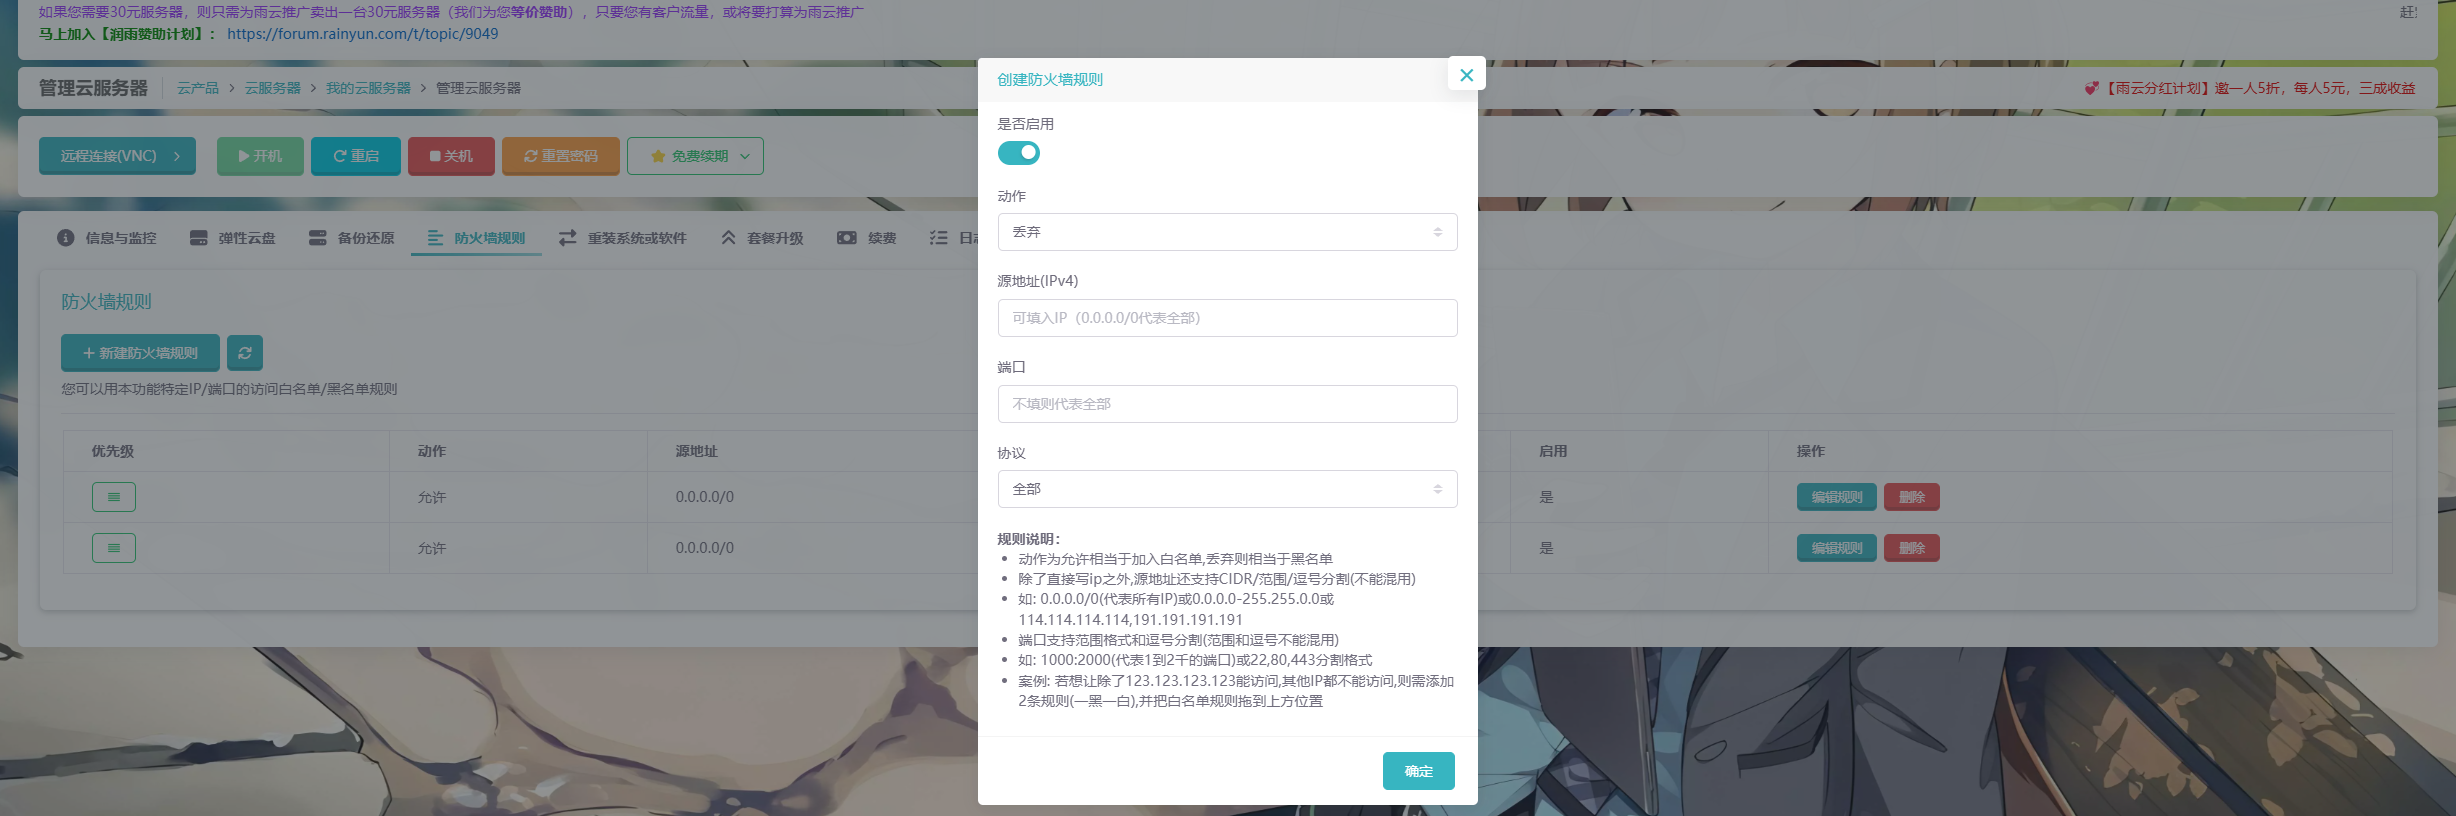 如果您需要30元服务器，则只需为雨云推广卖出一台30元服务器（我们为您等价赞助），只要您有客户流量，或将要打算为雨云推广
马上加入【润雨赞助计划】： https://forum.rainyun.com/t/topic/9049
管理云服务器 云产品 > 云服务器 > 我的云服务器 > 管理云服务器
【雨云分红计划】邀一人5折，每人5元，三成收益
远程连接(VNC) 开机 重启 关机 重置密码 免费续期
信息与监控 弹性云盘 备份还原 防火墙规则 重装系统或软件 套餐升级 续费
防火墙规则
+ 新建防火墙规则
您可以用本功能特定IP/端口的访问白名单/黑名单规则
优先级 动作 源地址 启用 操作
允许 0.0.0.0/0 是 编辑规则 删除
允许 0.0.0.0/0 是 编辑规则 删除
创建防火墙规则
是否启用
动作
丢弃
源地址(IPv4)
可填入IP（0.0.0.0/0代表全部）
端口
不填则代表全部
协议
全部
规则说明：
动作为允许相当于加入白名单,丢弃则相当于黑名单
除了直接写ip之外,源地址还支持CIDR/范围/逗号分割(不能混用)
如: 0.0.0.0/0(代表所有IP)或0.0.0.0-255.255.0.0或
114.114.114.114,191.191.191.191
端口支持范围格式和逗号分割(范围和逗号不能混用)
如: 1000:2000(代表1到2千的端口)或22,80,443分割格式
案例: 若想让除了123.123.123.123能访问,其他IP都不能访问,则需添加
2条规则(一黑一白),并把白名单规则拖到上方位置
确定